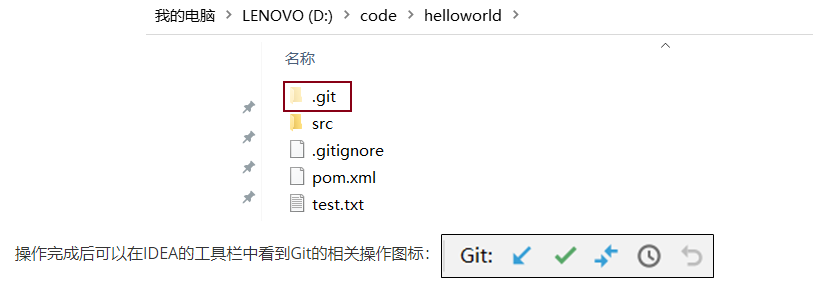 我的电脑 > LENOVO (D:) > code > helloworld >
名称
.git
src
.gitignore
pom.xml
test.txt
操作完成后可以在IDEA的工具栏中看到Git的相关操作图标： Git: